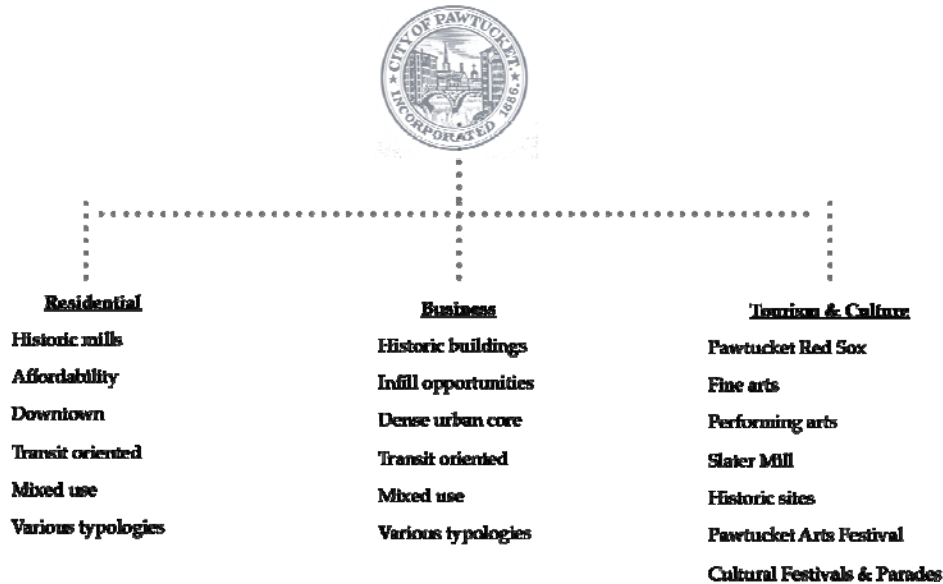 CITY OF PAWTUCKET.
INCORPORATED 1886.
Residential
Historic mills
Affordability
Downtown
Transit oriented
Mixed use
Various typologies
Business
Historic buildings
Infill opportunities
Dense urban core
Transit oriented
Mixed use
Various typologies
Tourism & Culture
Pawtucket Red Sox
Fine arts
Performing arts
Slater Mill
Historic sites
Pawtucket Arts Festival
Cultural Festivals & Parades